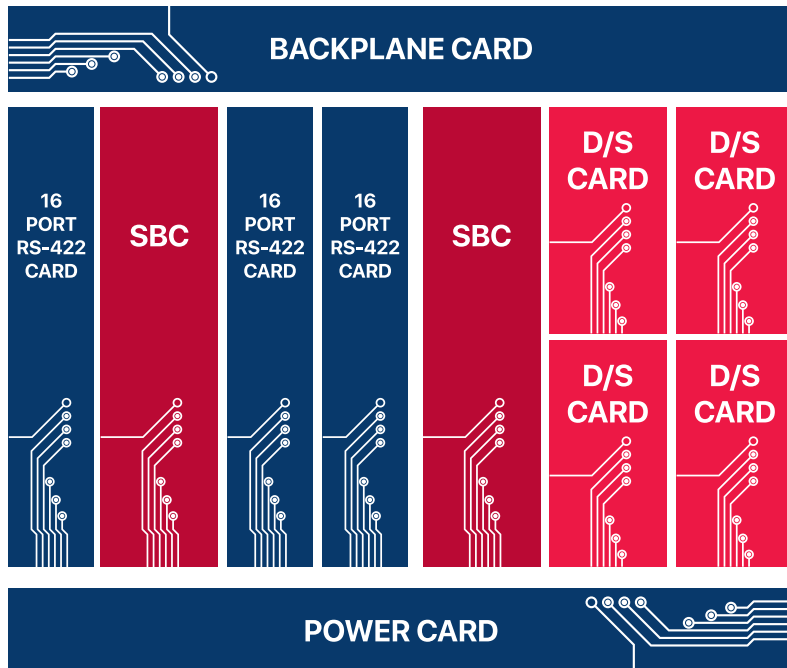 BACKPLANE CARD
16
PORT
RS-422
CARD
SBC
16
PORT
RS-422
CARD
16
PORT
RS-422
CARD
SBC
D/S
CARD
D/S
CARD
D/S
CARD
D/S
CARD
POWER CARD